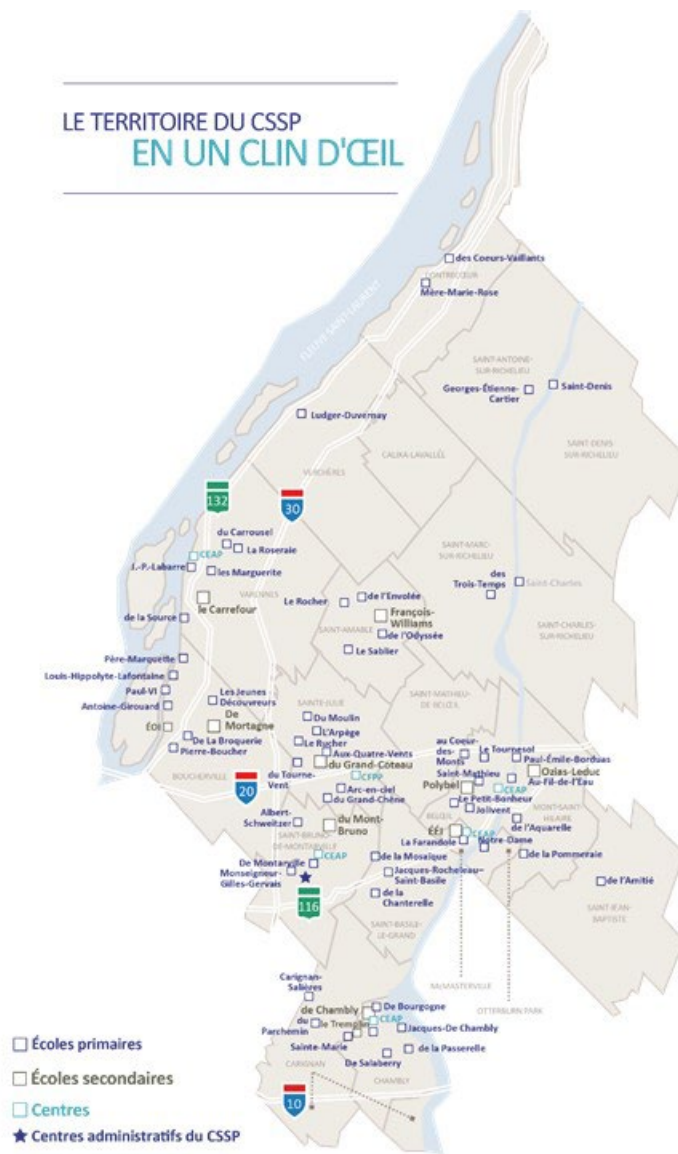 LE TERRITOIRE DU CSSP
EN UN CLIN D'ŒIL
FLEUVE SAINT-LAURENT
des Coeurs-Vaillants
CONTRECŒUR
Mère-Marie-Rose
SAINT-ANTOINE-
SUR-RICHELIEU
Georges-Étienne-
Cartier
Saint-Denis
Ludger-Duvernay
SAINT-DENIS
SUR-RICHELIEU
CALIXA-LAVALLÉE
VERCHÈRES
132
30
du Carrousel
La Roseraie
CEAP
J.-P.-Labarre
les Marguerite
SAINT-MARC-
SUR-RICHELIEU
des
Trois-Temps
Saint-Charles
VARENNES
le Carrefour
Le Rocher
de l'Envolée
François-
Williams
SAINT-AMABLE
de l'Odyssée
de la Source
SAINT-CHARLES-
SUR-RICHELIEU
Le Sablier
Père-Marquette
Louis-Hippolyte-Lafontaine
Paul-VI
Antoine-Girouard
ÉOI
Les Jeunes
Découvreurs
De
Mortagne
De La Broquerie
Pierre-Boucher
BOUCHERVILLE
SAINTE-JULIE
SAINT-MATHIEU-
DE-BELŒIL
Du Moulin
L'Arpège
Le Rucher
Aux-Quatre-Vents
du Grand-Coteau
CFPP
du Tourne-
Vent
20
Arc-en-ciel
du Grand-Chêne
au Coeur-
des-
Monts
Le Tournesol
Paul-Émile-Borduas
Ozias-Leduc
Saint-Mathieu
Polybel
Au-Fil-de-l'Eau
CEAP
Le Petit-Bonheur
Jolivent
MONT-SAINT-
HILAIRE
BELŒIL
de l'Aquarelle
Albert-
Schweitzer
du Mont-
Bruno
SAINT-BRUNO-
DE-MONTARVILLE
ÉÉI
CEAP
La Farandole
Notre-Dame
de la Pommeraie
CEAP
De Montarville
Monseigneur-
Gilles-Gervais
de la Mosaïque
Jacques-Rocheleau–
Saint-Basile
de la
Chanterelle
116
de l'Amitié
SAINT-JEAN-
BAPTISTE
SAINT-BASILE-
LE-GRAND
McMASTERVILLE
OTTERBURN PARK
Carignan-
Salières
de Chambly
De Bourgogne
CEAP
du
Parchemin
le Tremplin
Jacques-De Chambly
Sainte-Marie
de la Passerelle
De Salaberry
CARIGNAN
CHAMBLY
10
Écoles primaires
Écoles secondaires
Centres
Centres administratifs du CSSP